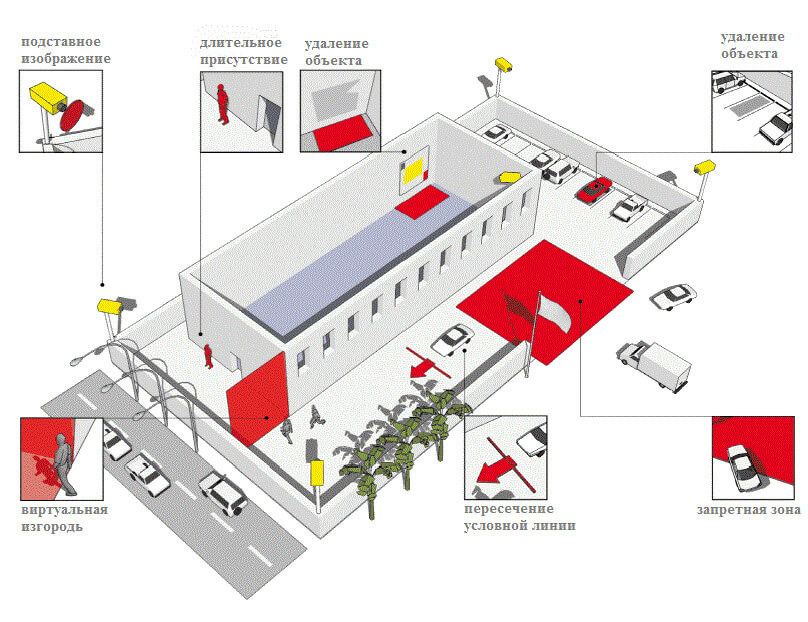 подставное
изображение
длительное
присутствие
удаление
объекта
удаление
объекта
виртуальная
изгородь
пересечение
условной линии
запретная зона